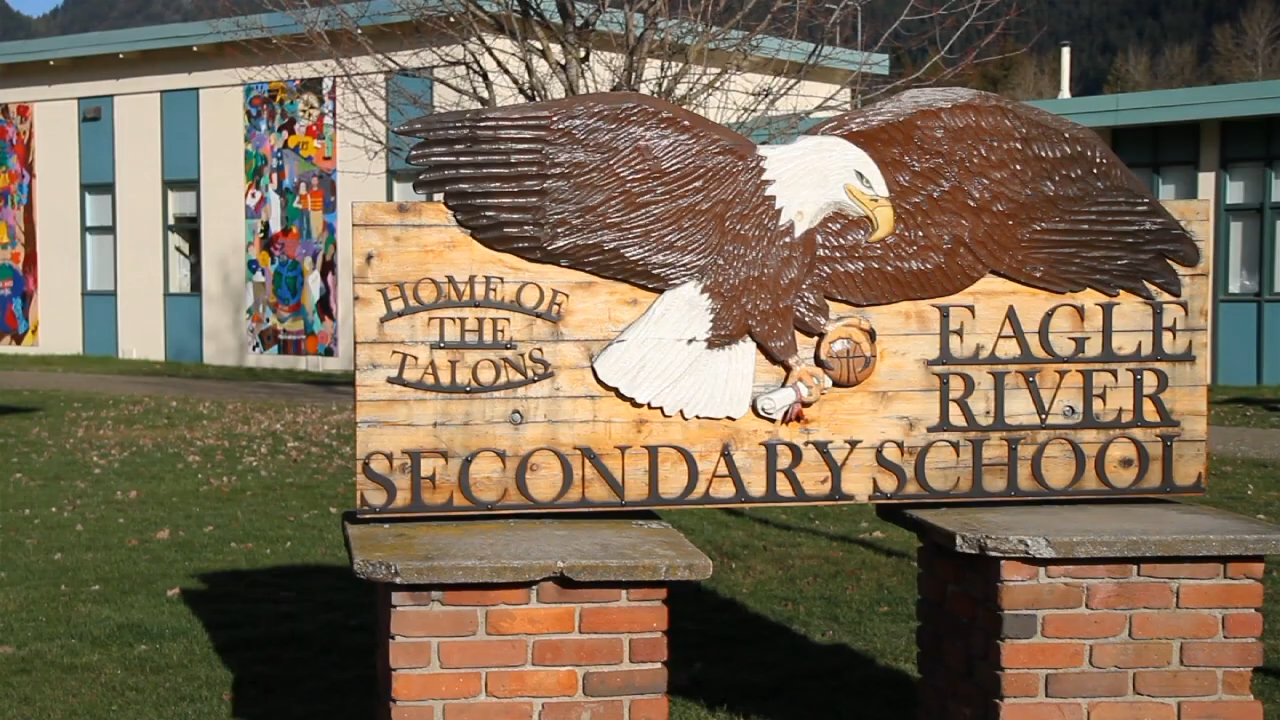 HOME OF
THE
TALONS
EAGLE
RIVER
SECONDARY SCHOOL